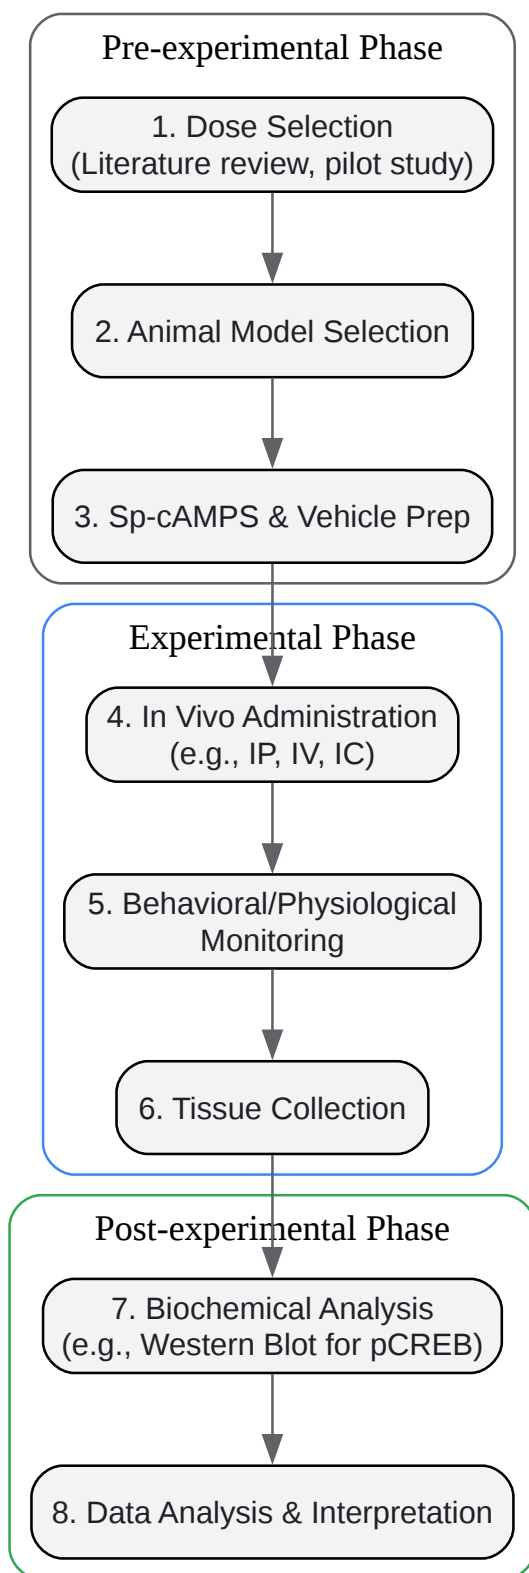 Pre-experimental Phase
1. Dose Selection
(Literature review, pilot study)
2. Animal Model Selection
3. Sp-cAMPS & Vehicle Prep
Experimental Phase
4. In Vivo Administration
(e.g., IP, IV, IC)
5. Behavioral/Physiological
Monitoring
6. Tissue Collection
Post-experimental Phase
7. Biochemical Analysis
(e.g., Western Blot for pCREB)
8. Data Analysis & Interpretation